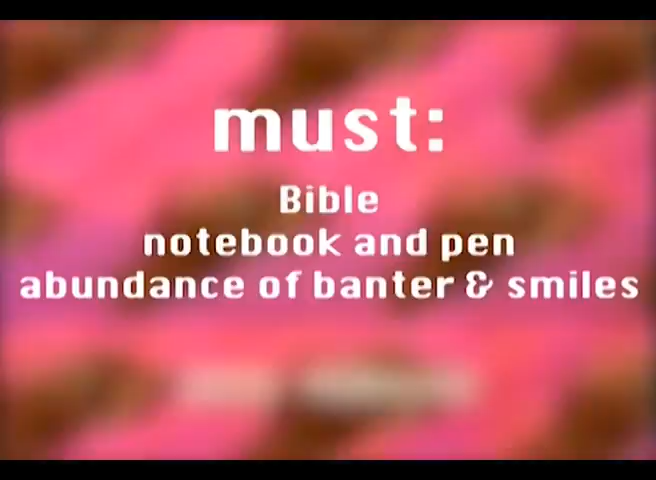 must:
Bible
notebook and pen
abundance of banter & smiles